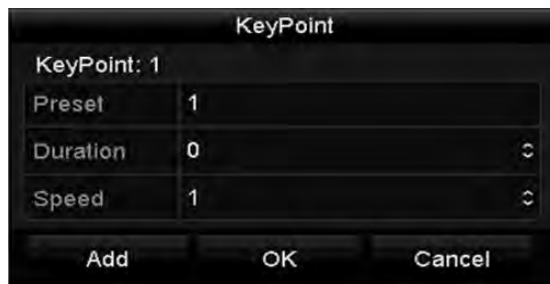 KeyPoint
KeyPoint: 1
Preset 1
Duration 0
Speed 1
Add OK Cancel